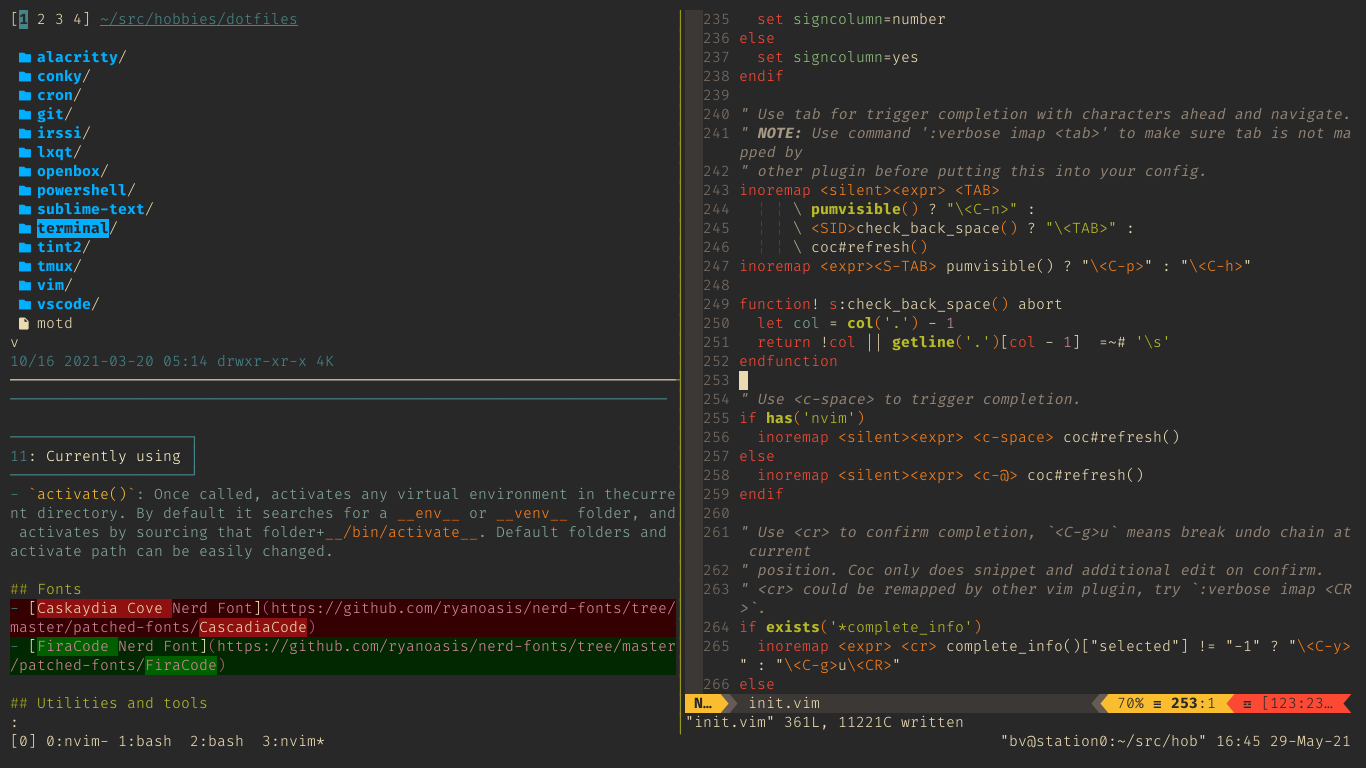 [1 2 3 4] ~/src/hobbies/dotfiles
alacritty/
conky/
cron/
git/
irssi/
lxqt/
openbox/
powershell/
sublime-text/
terminal/
tint2/
tmux/
vim/
vscode/
motd
v
10/16 2021-03-20 05:14 drwxr-xr-x 4K
11: Currently using
- `activate()`: Once called, activates any virtual environment in thecurre
nt directory. By default it searches for a __env__ or __venv__ folder, and
activates by sourcing that folder+__/bin/activate__. Default folders and
activate path can be easily changed.
## Fonts
- [Caskaydia Cove Nerd Font](https://github.com/ryanoasis/nerd-fonts/tree/
master/patched-fonts/CascadiaCode)
- [FiraCode Nerd Font](https://github.com/ryanoasis/nerd-fonts/tree/master
/patched-fonts/FiraCode)
## Utilities and tools
:
235   set signcolumn=number
236 else
237   set signcolumn=yes
238 endif
239
240 " Use tab for trigger completion with characters ahead and navigate.
241 " NOTE: Use command ':verbose imap <tab>' to make sure tab is not ma
pped by
242 " other plugin before putting this into your config.
243 inoremap <silent><expr> <TAB>
244 ¦ ¦ ¦ \ pumvisible() ? "\<C-n>" :
245 ¦ ¦ ¦ \ <SID>check_back_space() ? "\<TAB>" :
246 ¦ ¦ ¦ \ coc#refresh()
247 inoremap <expr><S-TAB> pumvisible() ? "\<C-p>" : "\<C-h>"
248
249 function! s:check_back_space() abort
250   let col = col('.') - 1
251   return !col || getline('.')[col - 1]  =~# '\s'
252 endfunction
253
254 " Use <c-space> to trigger completion.
255 if has('nvim')
256   inoremap <silent><expr> <c-space> coc#refresh()
257 else
258   inoremap <silent><expr> <c-@> coc#refresh()
259 endif
260
261 " Use <cr> to confirm completion, `<C-g>u` means break undo chain at
current
262 " position. Coc only does snippet and additional edit on confirm.
263 " <cr> could be remapped by other vim plugin, try `:verbose imap <CR
>`.
264 if exists('*complete_info')
265   inoremap <expr> <cr> complete_info()["selected"] != "-1" ? "\<C-y>
" : "\<C-g>u\<CR>"
266 else
N… init.vim 70% ≡ 253:1 ☲ [123:23…
"init.vim" 361L, 11221C written
[0] 0:nvim- 1:bash  2:bash  3:nvim* "bv@station0:~/src/hob" 16:45 29-May-21